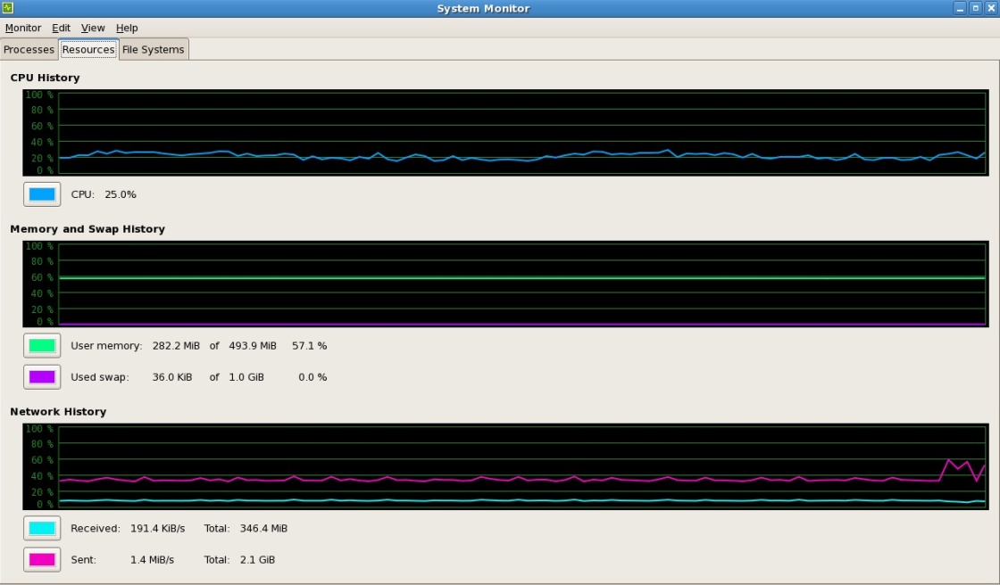 System Monitor
Monitor Edit View Help
Processes Resources File Systems
CPU History
100 %
80 %
60 %
40 %
20 %
0 %
CPU: 25.0%
Memory and Swap History
100 %
80 %
60 %
40 %
20 %
0 %
User memory: 282.2 MiB of 493.9 MiB 57.1 %
Used swap: 36.0 KiB of 1.0 GiB 0.0 %
Network History
100 %
80 %
60 %
40 %
20 %
0 %
Received: 191.4 KiB/s Total: 346.4 MiB
Sent: 1.4 MiB/s Total: 2.1 GiB